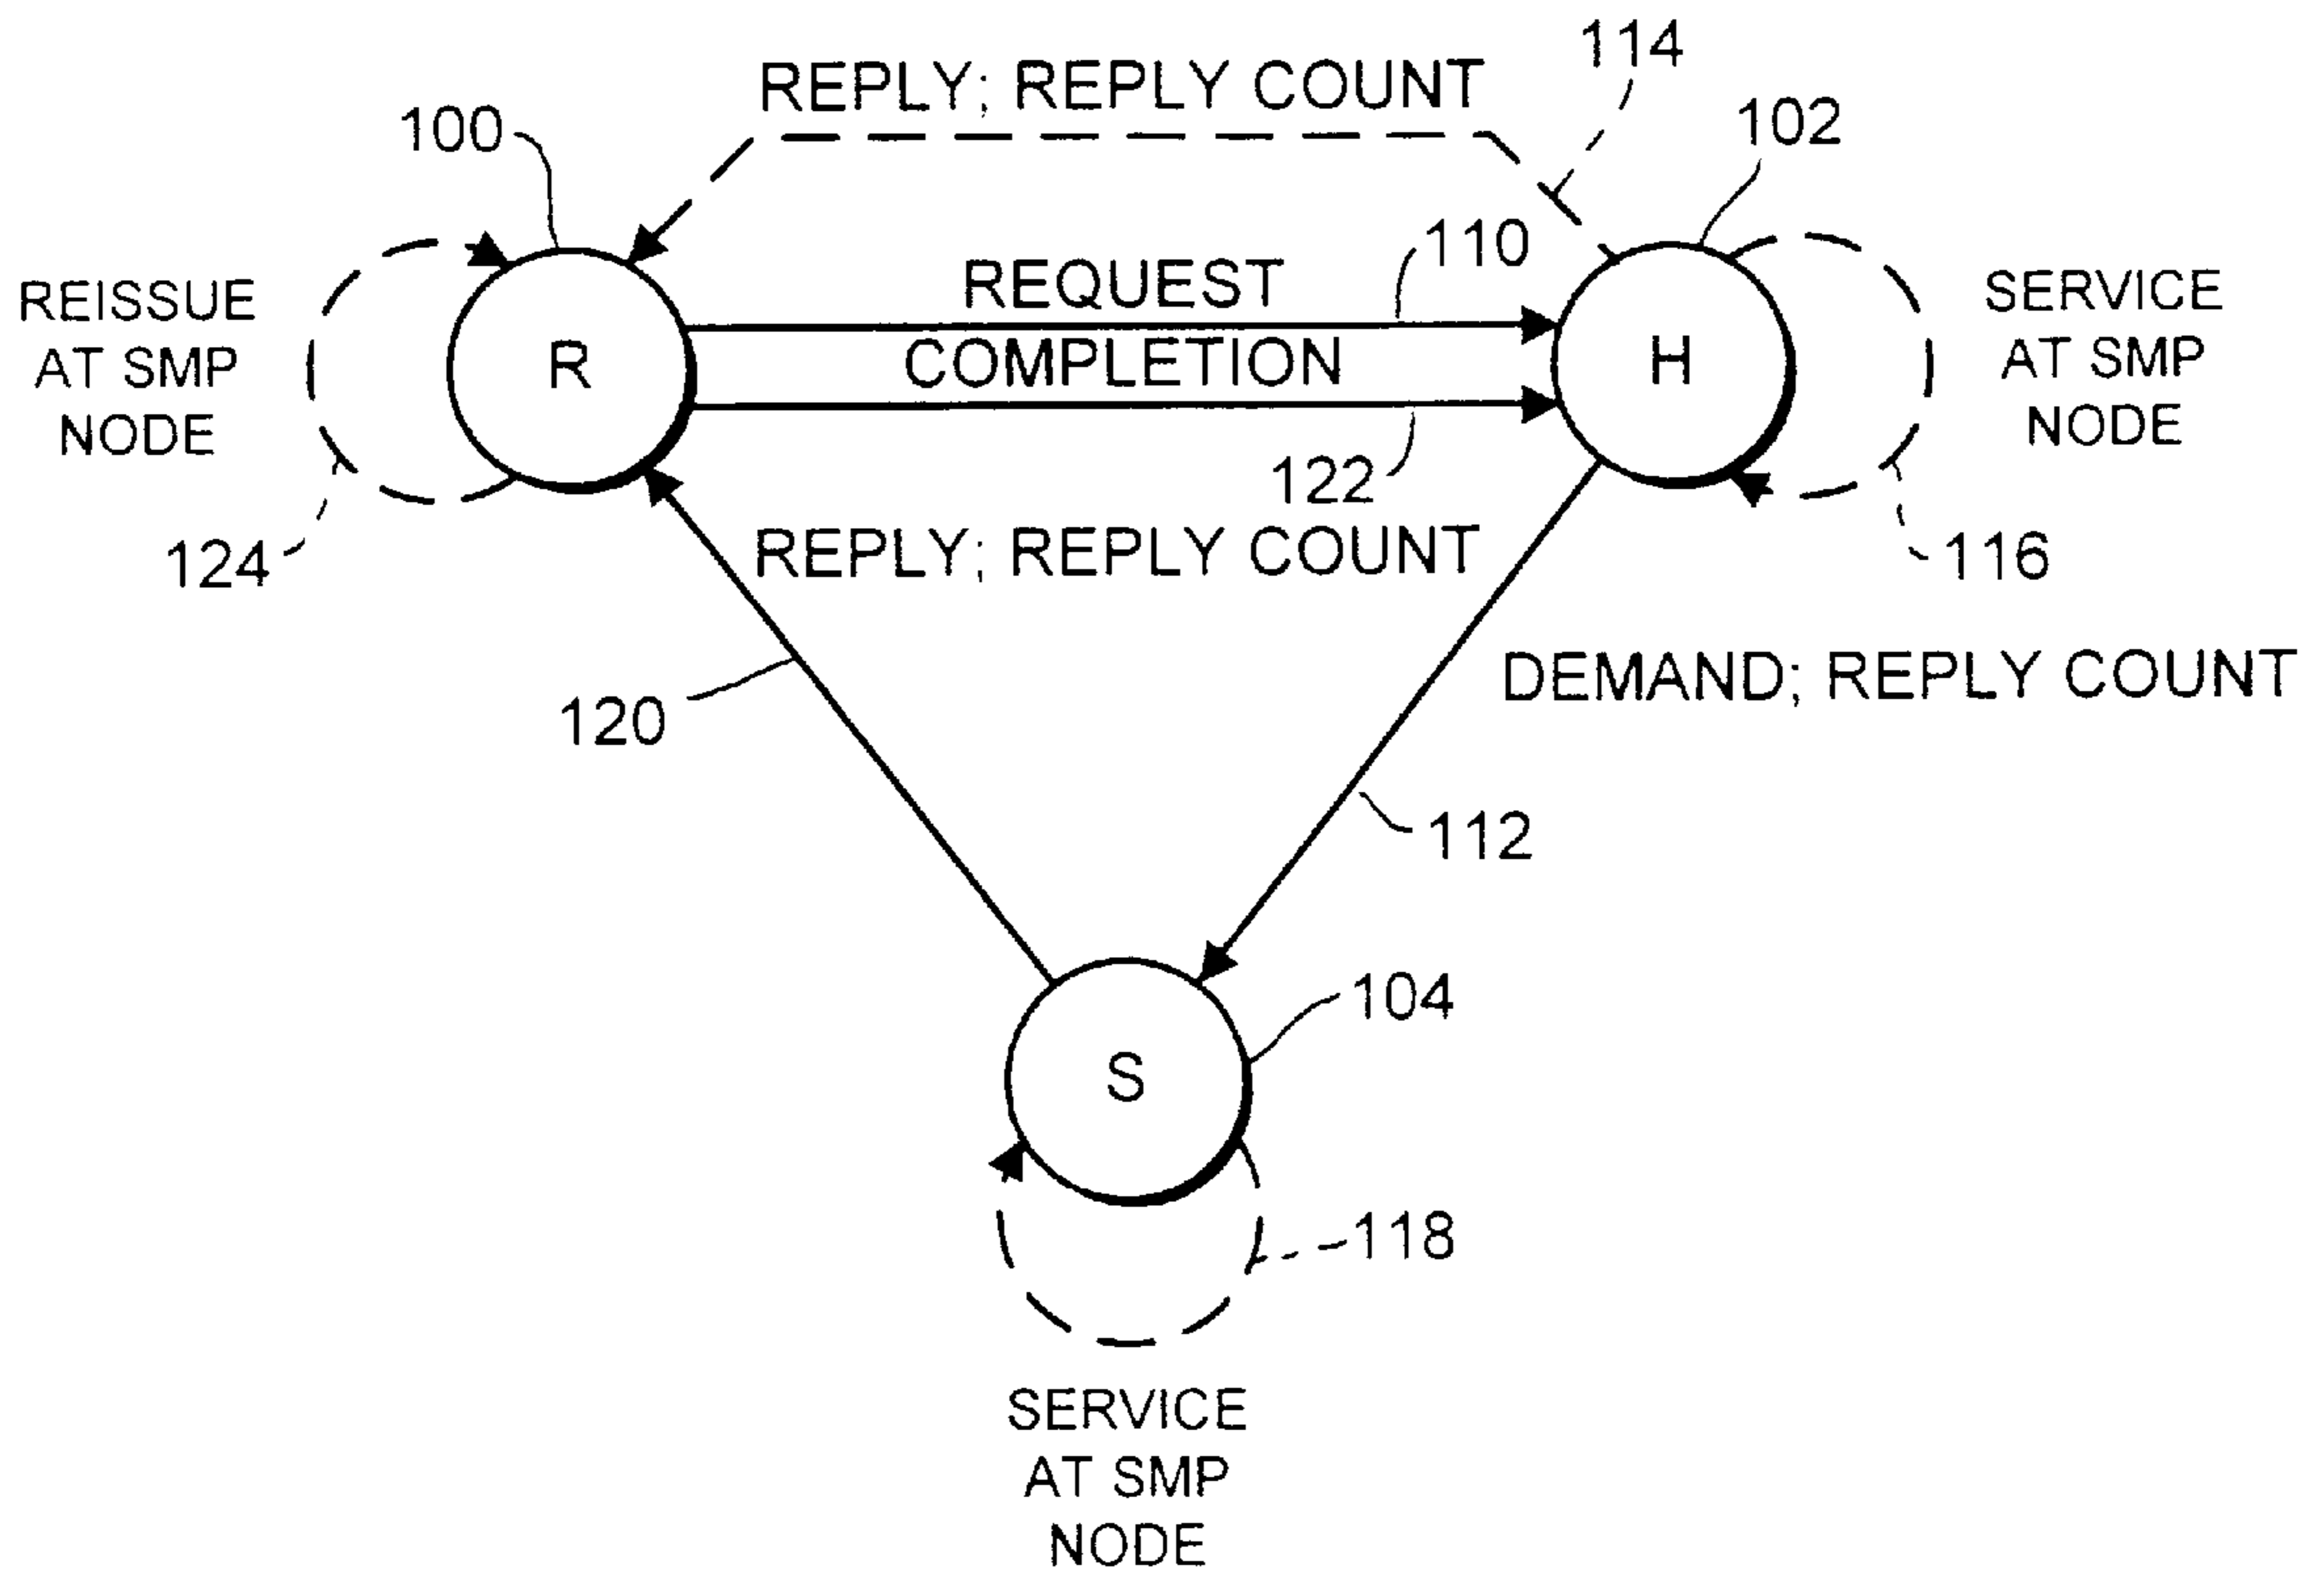 114
REPLY; REPLY COUNT
100
102
110
REQUEST
REISSUE
AT SMP
NODE
R
COMPLETION
H
SERVICE
AT SMP
NODE
122
124
REPLY; REPLY COUNT
116
120
DEMAND; REPLY COUNT
112
104
S
118
SERVICE
AT SMP
NODE